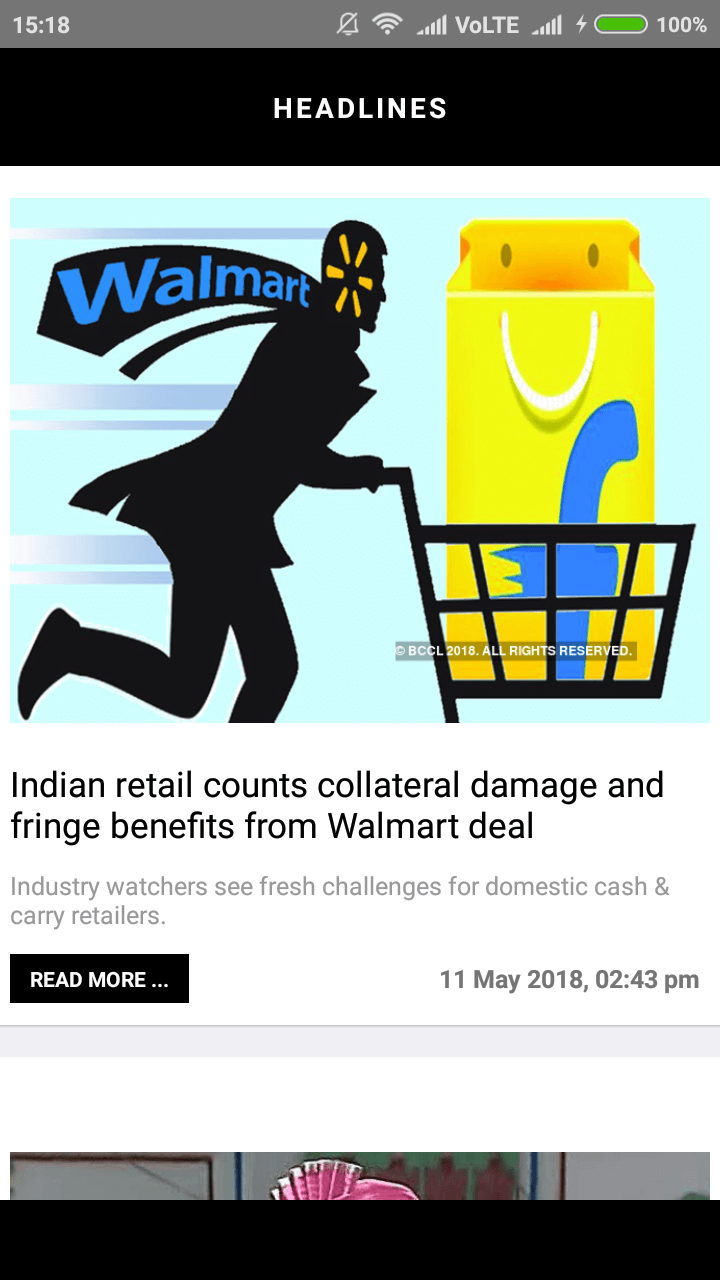 15:18 VoLTE 100%
HEADLINES
Walmart
© BCCL 2018. ALL RIGHTS RESERVED.
Indian retail counts collateral damage and
fringe benefits from Walmart deal
Industry watchers see fresh challenges for domestic cash &
carry retailers.
READ MORE ... 11 May 2018, 02:43 pm